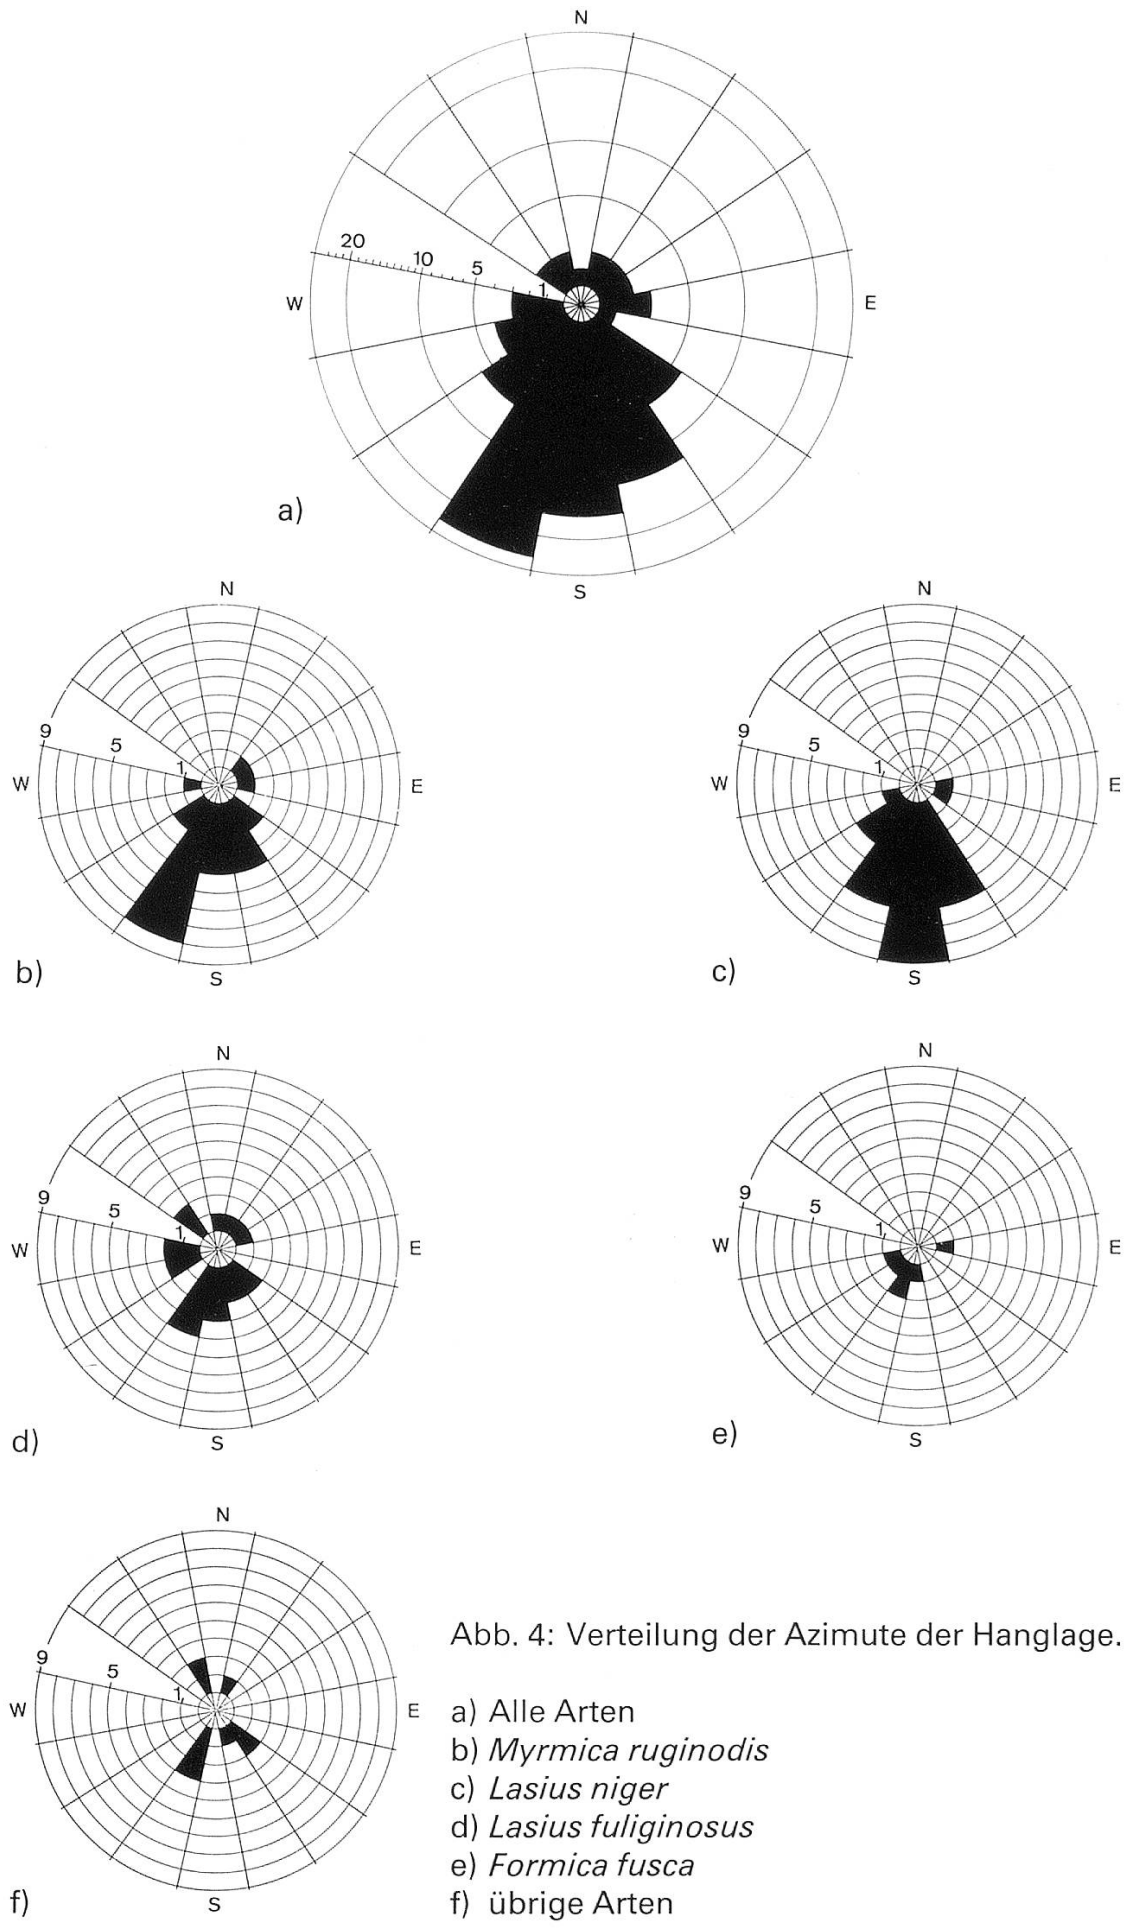 N
20
10
5
1
W
E
a)
S
N
N
9
5
1
W
E
9
5
1
W
E
b)
S
c)
S
N
N
9
5
1
W
E
9
5
1
W
E
d)
S
e)
S
N
9
5
1
W
E
f)
S
Abb. 4: Verteilung der Azimute der Hanglage.
a) Alle Arten
b) Myrmica ruginodis
c) Lasius niger
d) Lasius fuliginosus
e) Formica fusca
f) übrige Arten